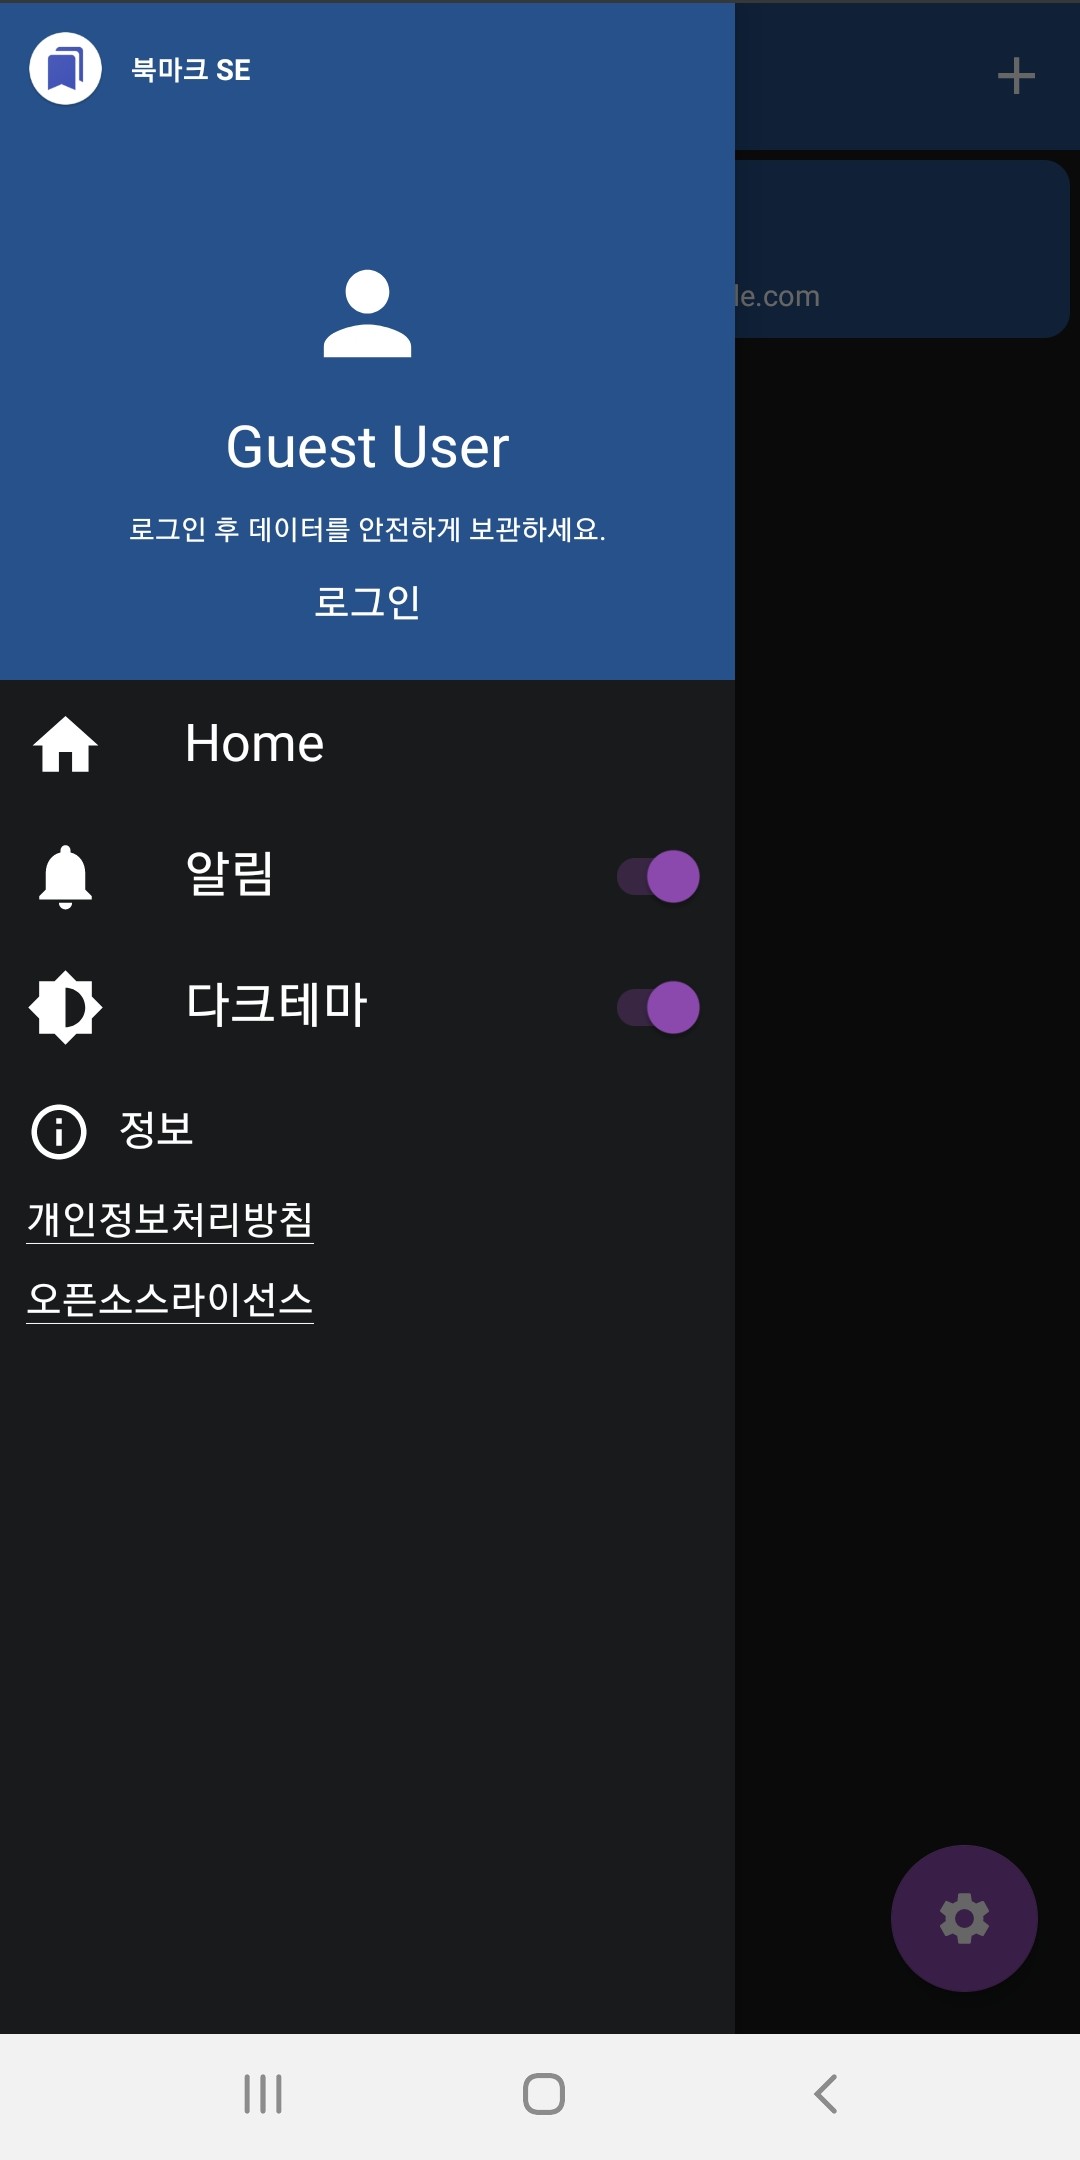 북마크 SE
le.com
Guest User
로그인 후 데이터를 안전하게 보관하세요.
로그인
Home
알림
다크테마
정보
개인정보처리방침
오픈소스라이선스